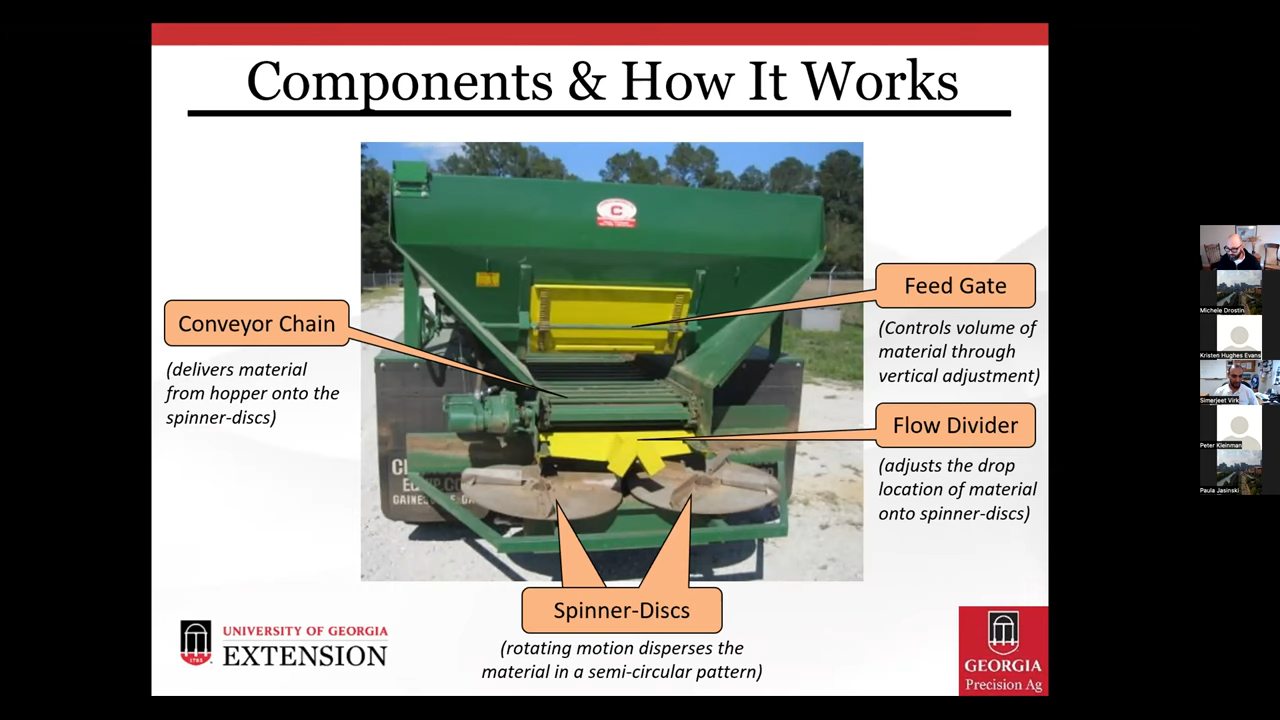 Components & How It Works
Conveyor Chain
(delivers material
from hopper onto the
spinner-discs)
C
Feed Gate
(Controls volume of
material through
vertical adjustment)
Flow Divider
(adjusts the drop
location of material
onto spinner-discs)
Spinner-Discs
(rotating motion disperses the
material in a semi-circular pattern)
1785
UNIVERSITY OF GEORGIA
EXTENSION
GEORGIA
Precision Ag
Michele Drostin
Kristen Hughes Evans
Simerjeet Virk
Peter Kleinman
Paula Jasinski